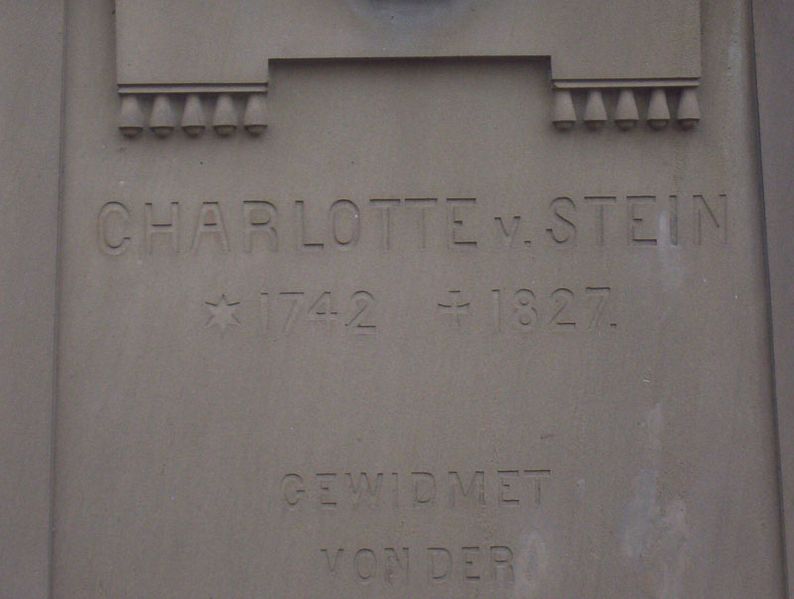 CHARLOTTE v. STEIN
* 1742 † 1827.
GEWIDMET
VON DER